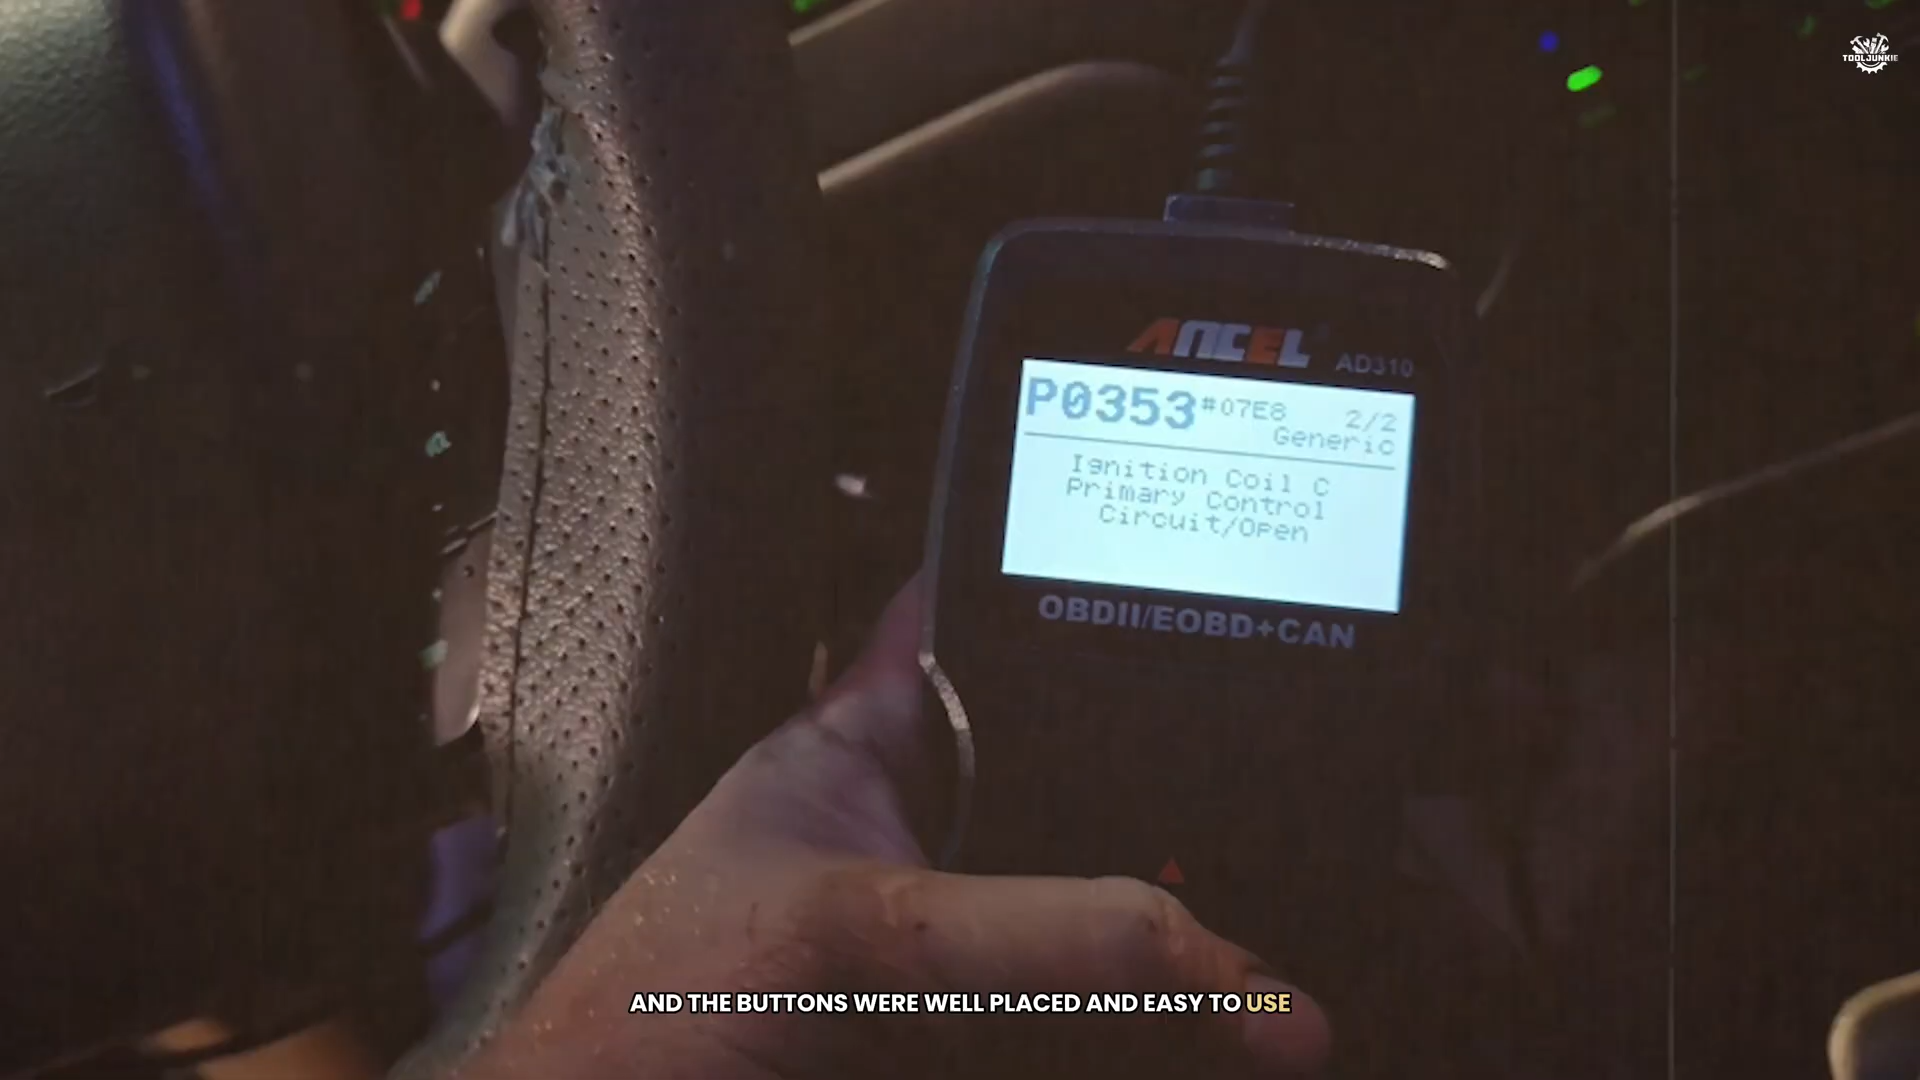 TOOLJUNKIE
ANCEL AD310
P0353 #07E8 2/2
Generic
Ignition Coil C
Primary Control
Circuit/Open
OBDII/EOBD+CAN
AND THE BUTTONS WERE WELL PLACED AND EASY TO USE